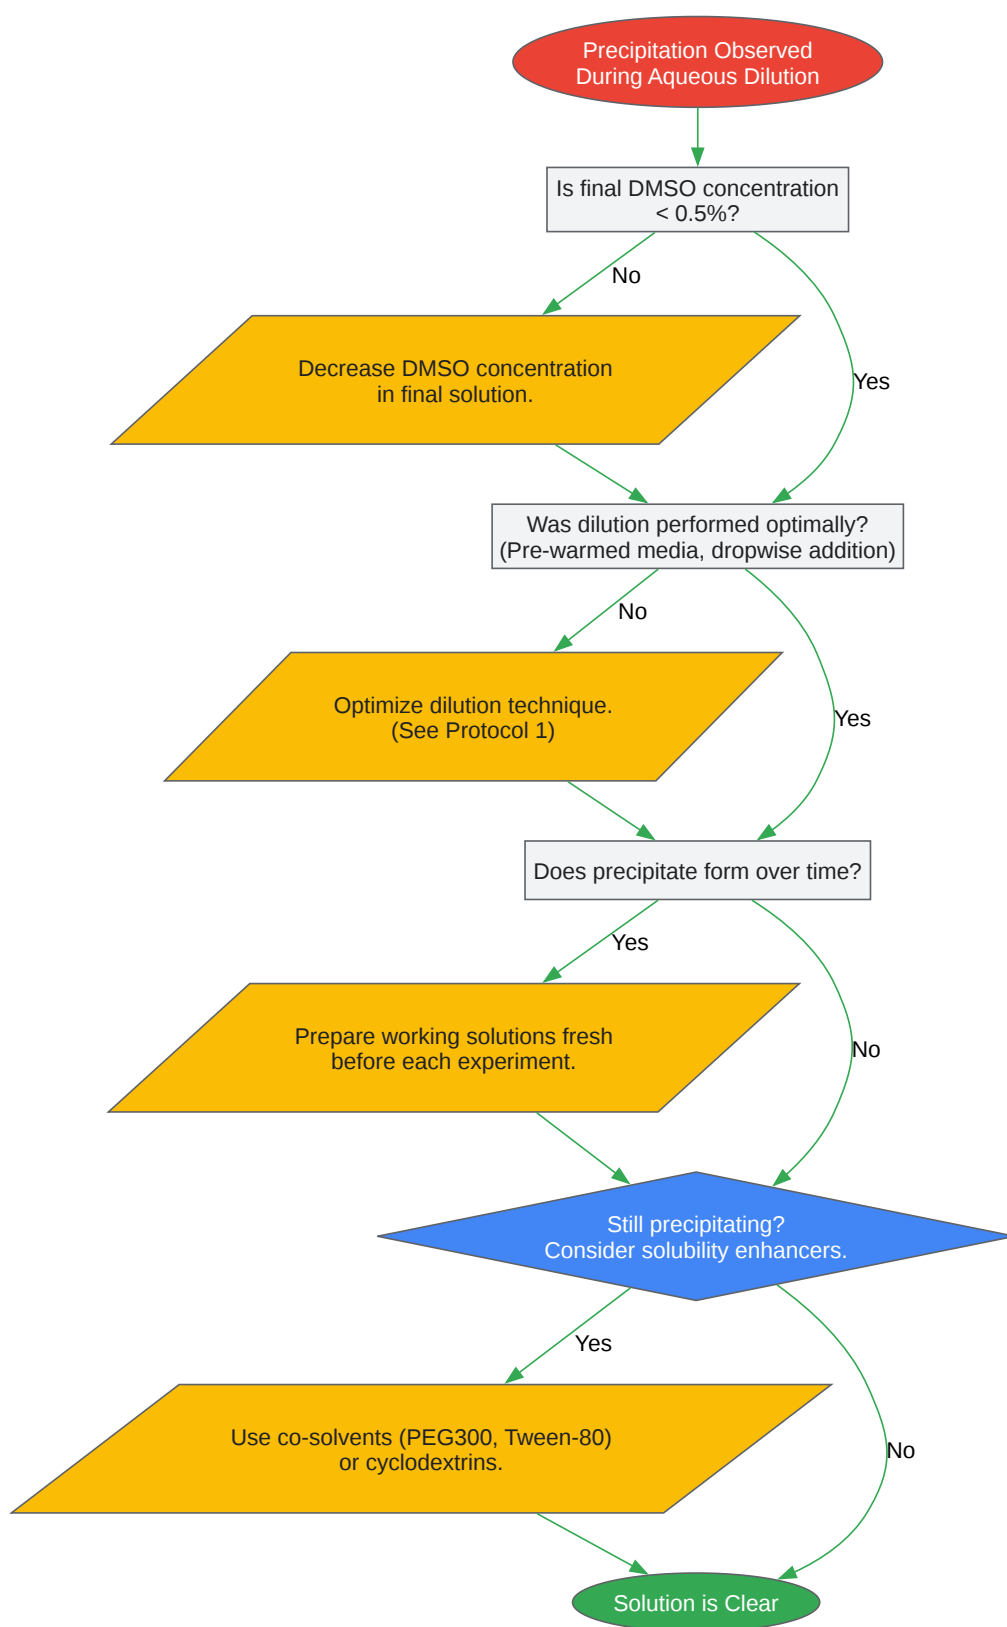 Precipitation Observed
During Aqueous Dilution
Is final DMSO concentration
< 0.5%?
No
Yes
Decrease DMSO concentration
in final solution.
Was dilution performed optimally?
(Pre-warmed media, dropwise addition)
No
Yes
Optimize dilution technique.
(See Protocol 1)
Does precipitate form over time?
Yes
No
Prepare working solutions fresh
before each experiment.
Still precipitating?
Consider solubility enhancers.
Yes
No
Use co-solvents (PEG300, Tween-80)
or cyclodextrins.
Solution is Clear